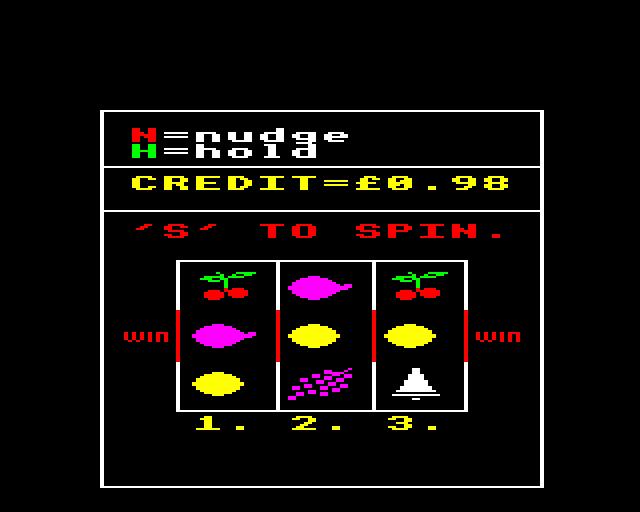 N=nudge
H=hold
CREDIT=£0.98
'S' TO SPIN.
win win
1. 2. 3.